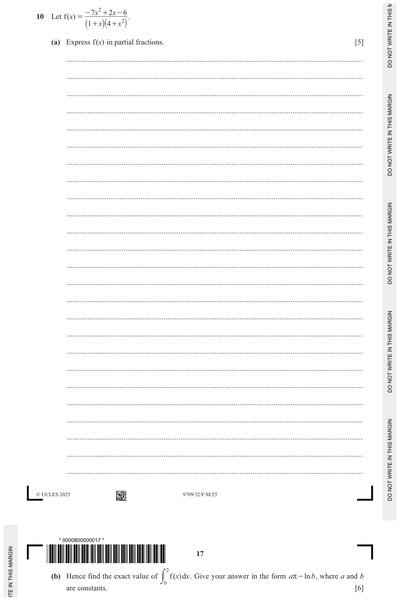 10 Let f(x) = (−7x² + 2x − 6)/((1 + x)(4 + x²)).
(a) Express f(x) in partial fractions. [5]
DO NOT WRITE IN THIS M
DO NOT WRITE IN THIS MARGIN
DO NOT WRITE IN THIS MARGIN
DO NOT WRITE IN THIS MARGIN
DO NOT WRITE IN THIS MARGIN
© UCLES 2025 9709/32/F/M/25
* 0000800000017 *
17
(b) Hence find the exact value of ∫₀² f(x) dx. Give your answer in the form aπ − ln b, where a and b
are constants. [6]
ITE IN THIS MARGIN